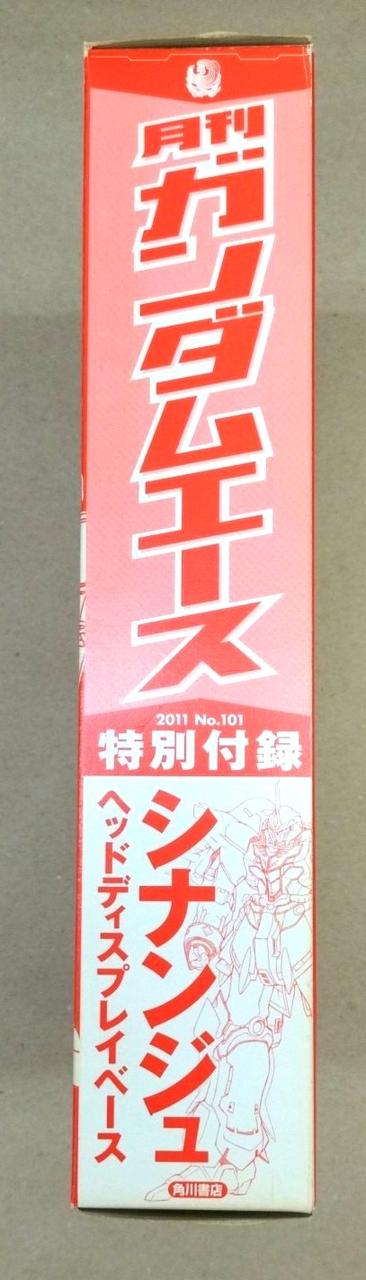 月刊
ガンダムエース
2011 No.101
特別付録
シナンジュ
ヘッドディスプレイベース
角川書店